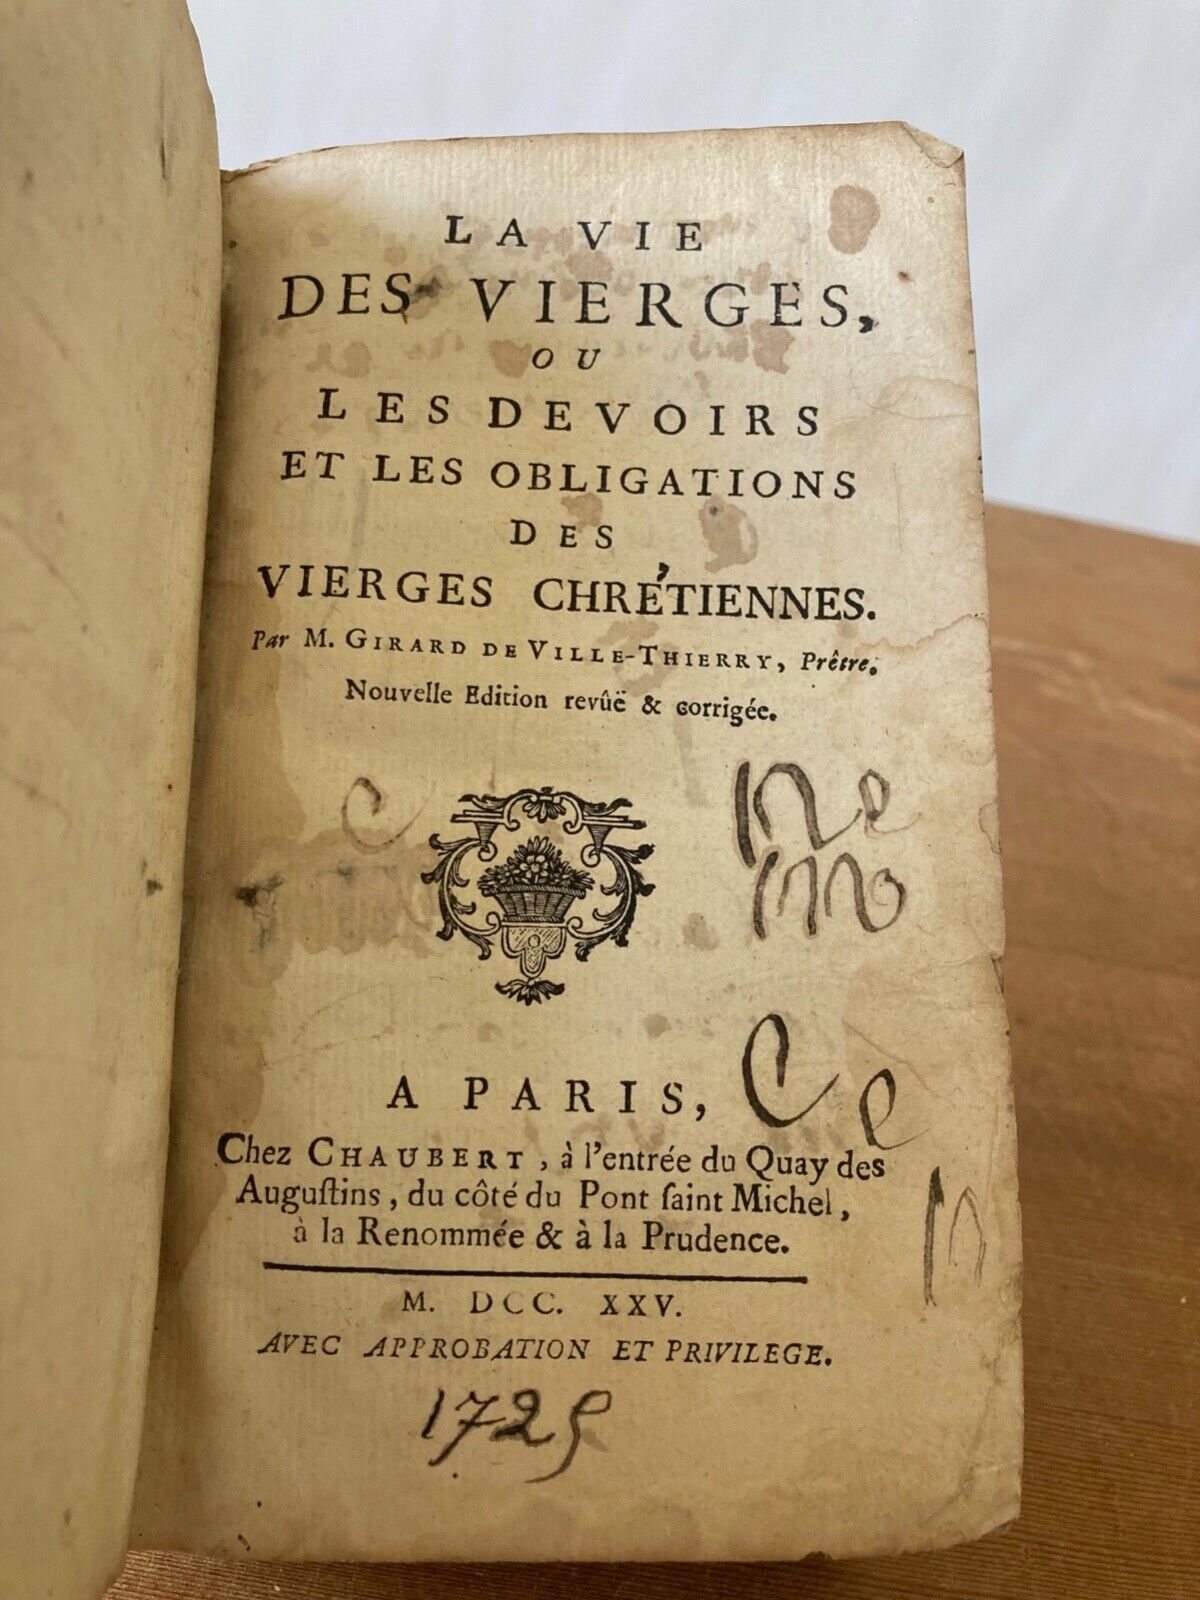 LA VIE
DES VIERGES,
OU
LES DEVOIRS
ET LES OBLIGATIONS
DES
VIERGES CHRÉTIENNES.
Par M. GIRARD DE VILLE-THIERRY, Prêtre.
Nouvelle Edition revûë & corrigée.
A PARIS,
Chez CHAUBERT, à l'entrée du Quay des
Auguſtins, du côté du Pont ſaint Michel,
à la Renommée & à la Prudence.
M. DCC. XXV.
AVEC APPROBATION ET PRIVILEGE.
1725